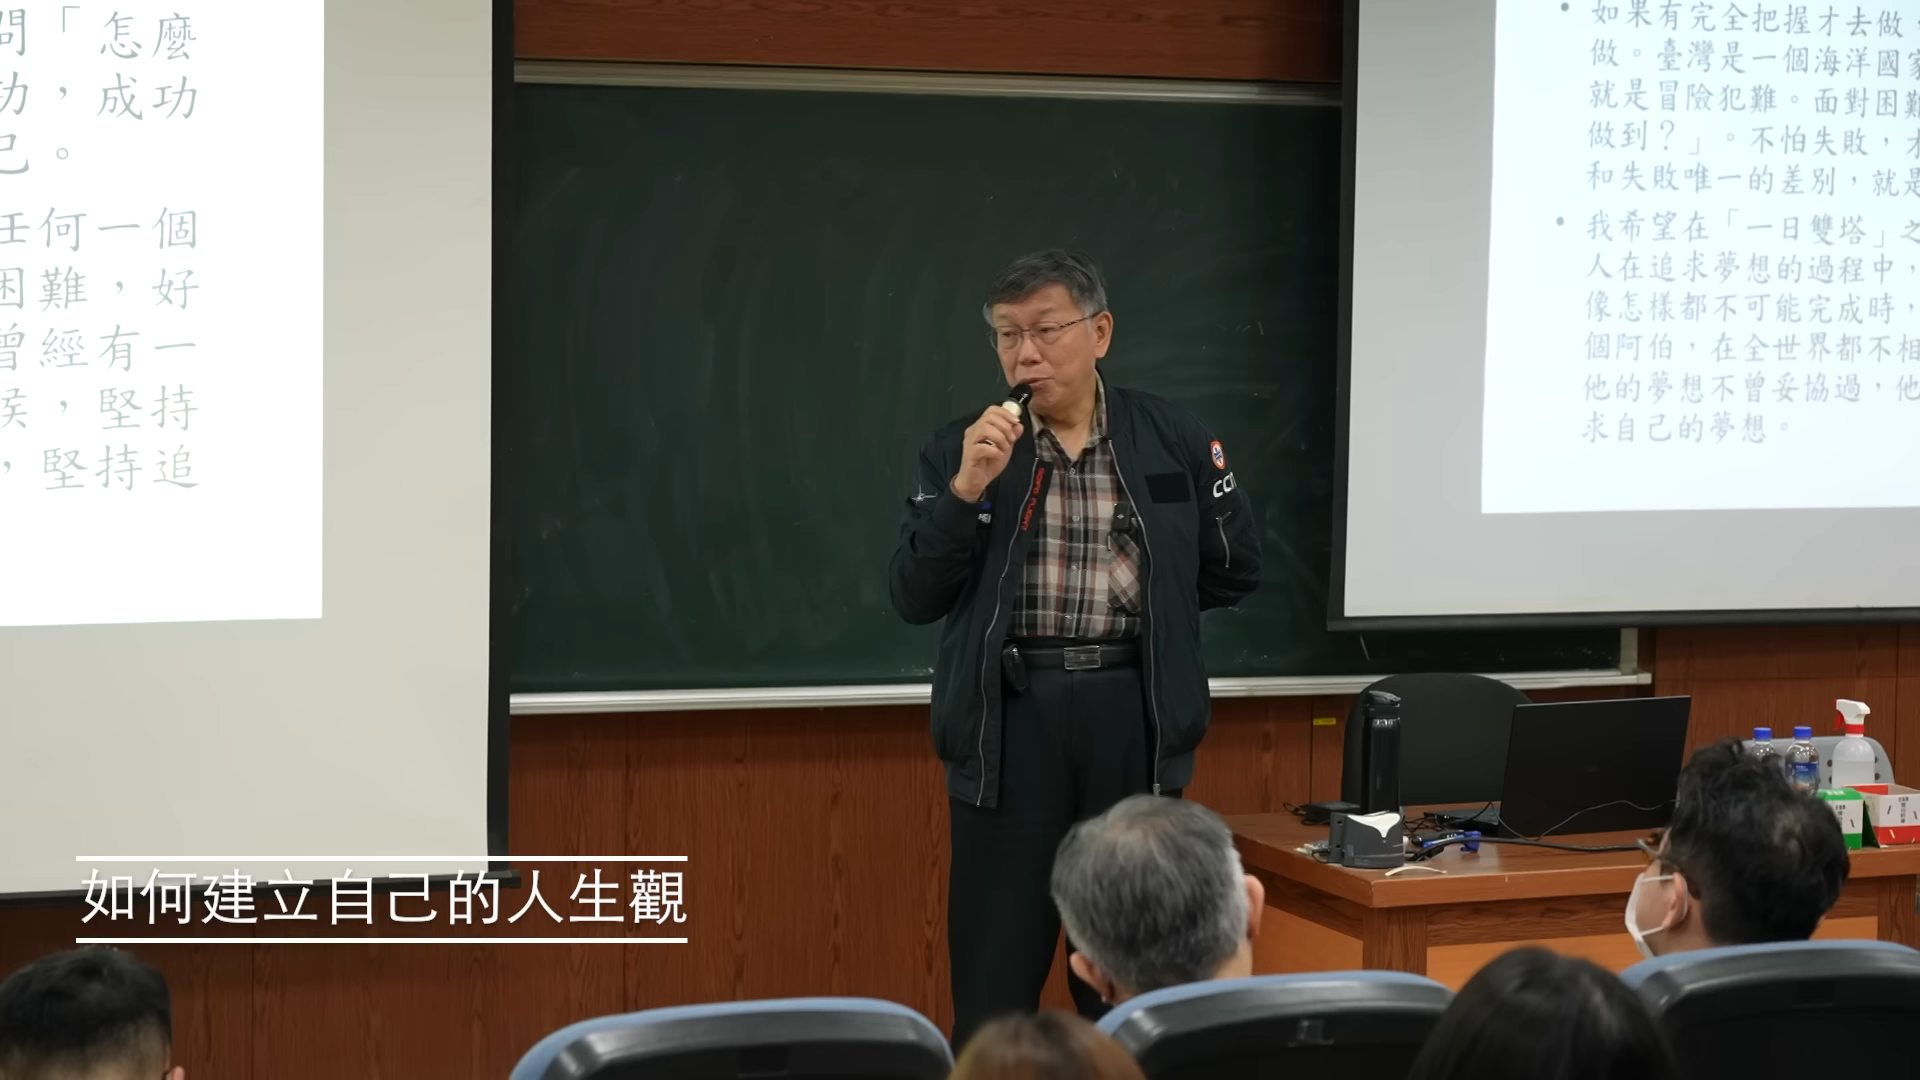 問「怎麼
功，成功
己。
任何一個
困難，好
曾經有一
候，堅持
，堅持追
如果有完全把握才去做，
做。臺灣是一個海洋國家
就是冒險犯難。面對困難
做到？」。不怕失敗，才
和失敗唯一的差別，就是
我希望在「一日雙塔」之
人在追求夢想的過程中，
像怎樣都不可能完成時，
個阿伯，在全世界都不相
他的夢想不曾妥協過，他
求自己的夢想。
如何建立自己的人生觀